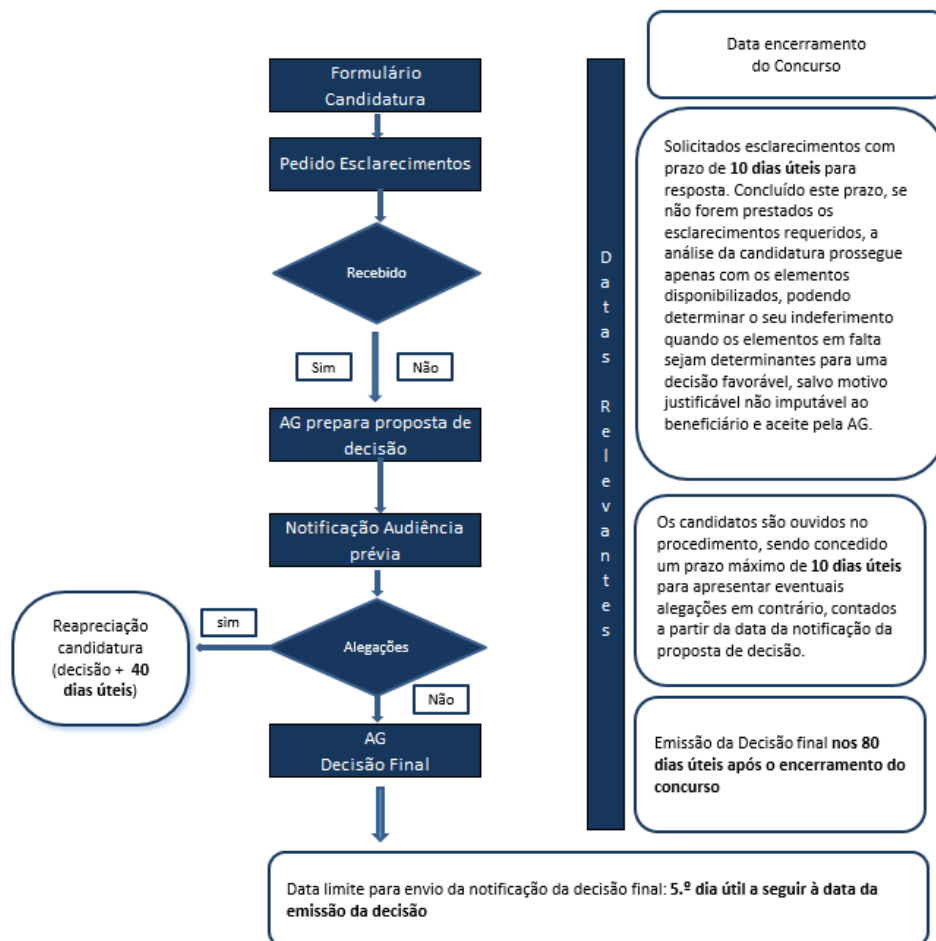 Data encerramento
do Concurso
Formulário
Candidatura
Pedido Esclarecimentos
Solicitados esclarecimentos com
prazo de 10 dias úteis para
resposta. Concluído este prazo, se
não forem prestados os
esclarecimentos requeridos, a
análise da candidatura prossegue
apenas com os elementos
disponibilizados, podendo
determinar o seu indeferimento
quando os elementos em falta
sejam determinantes para uma
decisão favorável, salvo motivo
justificável não imputável ao
beneficiário e aceite pela AG.
Recebido
Sim
Não
Datas Relevantes
AG prepara proposta de
decisão
Notificação Audiência
prévia
Os candidatos são ouvidos no
procedimento, sendo concedido
um prazo máximo de 10 dias úteis
para apresentar eventuais
alegações em contrário, contados
a partir da data da notificação da
proposta de decisão.
Alegações
sim
Reapreciação
candidatura
(decisão + 40
dias úteis)
Não
AG
Decisão Final
Emissão da Decisão final nos 80
dias úteis após o encerramento do
concurso
Data limite para envio da notificação da decisão final: 5.º dia útil a seguir à data da
emissão da decisão